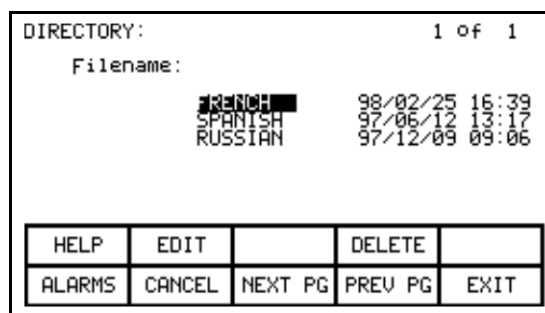 DIRECTORY: 1 of 1
Filename:
FRENCH 98/02/25 16:39
SPANISH 97/06/12 13:17
RUSSIAN 97/12/09 09:06
HELP EDIT DELETE
ALARMS CANCEL NEXT PG PREV PG EXIT